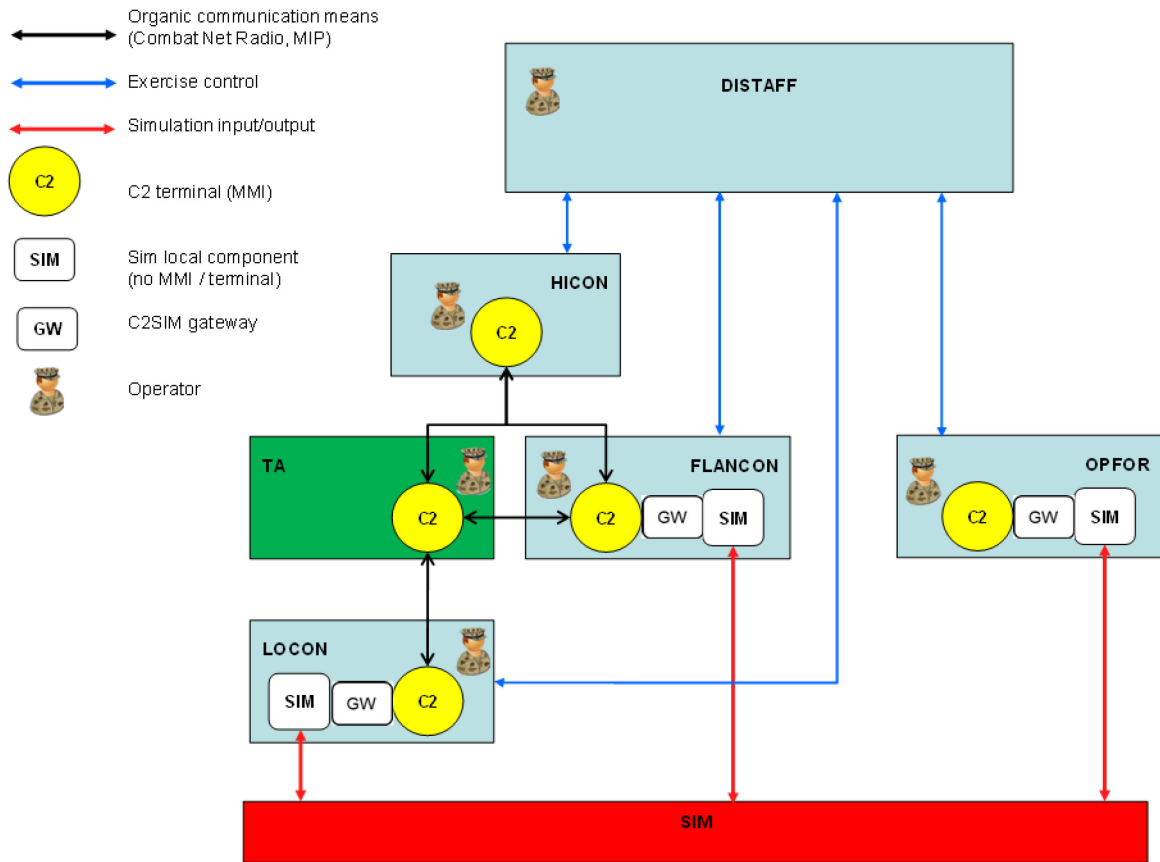 Organic communication means
(Combat Net Radio, MIP)
Exercise control
Simulation input/output
C2
C2 terminal (MMI)
SIM
Sim local component
(no MMI / terminal)
GW
C2SIM gateway
Operator
DISTAFF
HICON
C2
TA
C2
FLANCON
C2
GW
SIM
OPFOR
C2
GW
SIM
LOCON
SIM
GW
C2
SIM